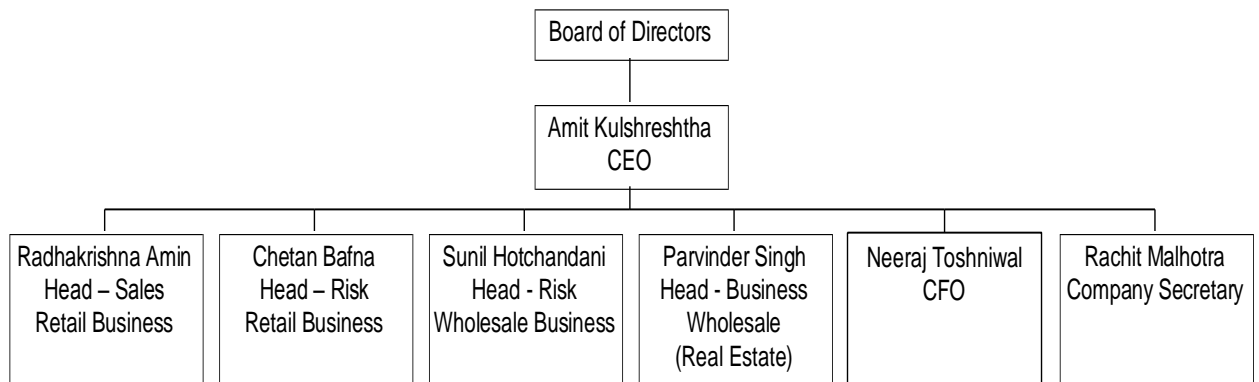 Board of Directors
Amit Kulshreshtha
CEO
Radhakrishna Amin
Head – Sales
Retail Business
Chetan Bafna
Head – Risk
Retail Business
Sunil Hotchandani
Head - Risk
Wholesale Business
Parvinder Singh
Head - Business
Wholesale
(Real Estate)
Neeraj Toshniwal
CFO
Rachit Malhotra
Company Secretary